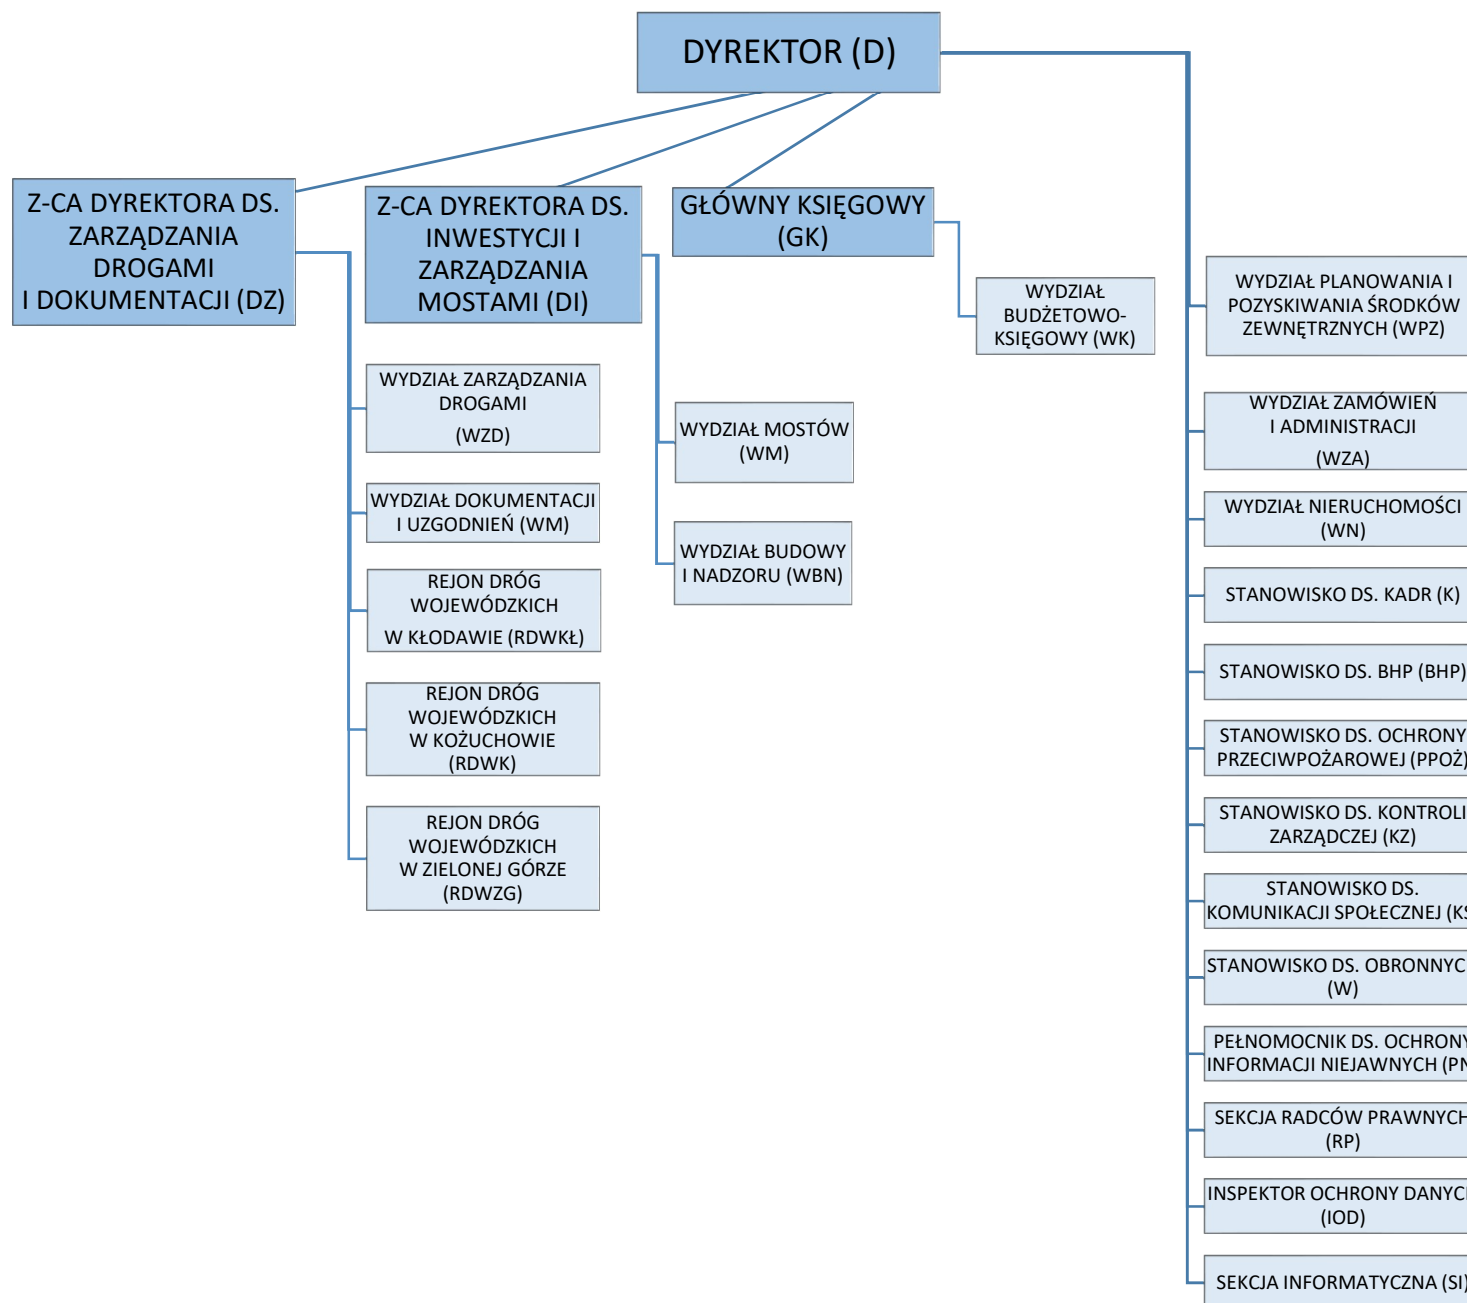 DYREKTOR (D)
Z-CA DYREKTORA DS.
ZARZĄDZANIA
DROGAMI
I DOKUMENTACJI (DZ)
Z-CA DYREKTORA DS.
INWESTYCJI I
ZARZĄDZANIA
MOSTAMI (DI)
GŁÓWNY KSIĘGOWY
(GK)
WYDZIAŁ
BUDŻETOWO-
KSIĘGOWY (WK)
WYDZIAŁ ZARZĄDZANIA
DROGAMI
(WZD)
WYDZIAŁ DOKUMENTACJI
I UZGODNIEŃ (WM)
REJON DRÓG
WOJEWÓDZKICH
W KŁODAWIE (RDWKŁ)
REJON DRÓG
WOJEWÓDZKICH
W KOŻUCHOWIE
(RDWK)
REJON DRÓG
WOJEWÓDZKICH
W ZIELONEJ GÓRZE
(RDWZG)
WYDZIAŁ MOSTÓW
(WM)
WYDZIAŁ BUDOWY
I NADZORU (WBN)
WYDZIAŁ PLANOWANIA I
POZYSKIWANIA ŚRODKÓW
ZEWNĘTRZNYCH (WPZ)
WYDZIAŁ ZAMÓWIEŃ
I ADMINISTRACJI
(WZA)
WYDZIAŁ NIERUCHOMOŚCI
(WN)
STANOWISKO DS. KADR (K)
STANOWISKO DS. BHP (BHP)
STANOWISKO DS. OCHRONY
PRZECIWPOŻAROWEJ (PPOŻ)
STANOWISKO DS. KONTROLI
ZARZĄDCZEJ (KZ)
STANOWISKO DS.
KOMUNIKACJI SPOŁECZNEJ
STANOWISKO DS. OBRONNYC
(W)
PEŁNOMOCNIK DS. OCHRONY
INFORMACJI NIEJAWNYCH
SEKCJA RADCÓW PRAWNYCH
(RP)
INSPEKTOR OCHRONY DANYC
(IOD)
SEKCJA INFORMATYCZNA (SI)